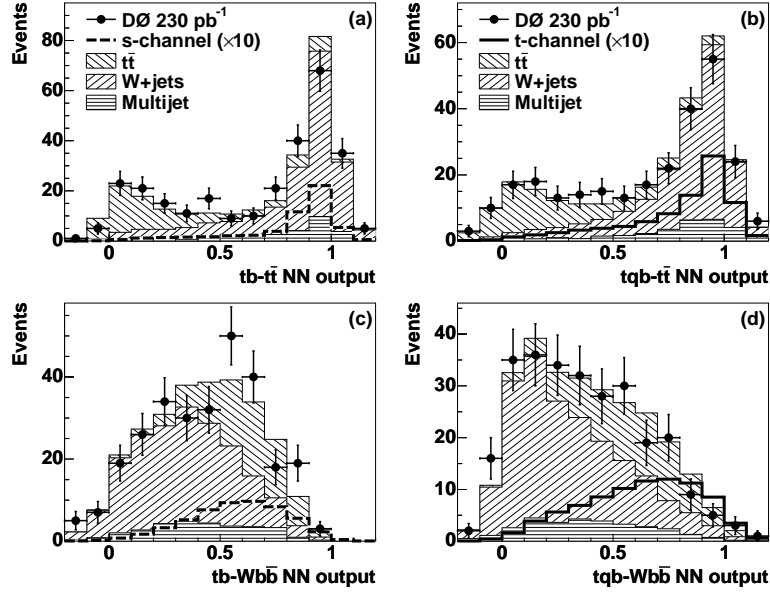 Events
(a)
DØ 230 pb⁻¹
s-channel (×10)
tt̄
W+jets
Multijet
80
60
40
20
0
0
0.5
1
tb-tt̄ NN output
Events
(b)
DØ 230 pb⁻¹
t-channel (×10)
tt̄
W+jets
Multijet
60
40
20
0
0
0.5
1
tqb-tt̄ NN output
Events
(c)
40
20
0
0
0.5
1
tb-Wbb̄ NN output
Events
(d)
40
30
20
10
0
0
0.5
1
tqb-Wbb̄ NN output